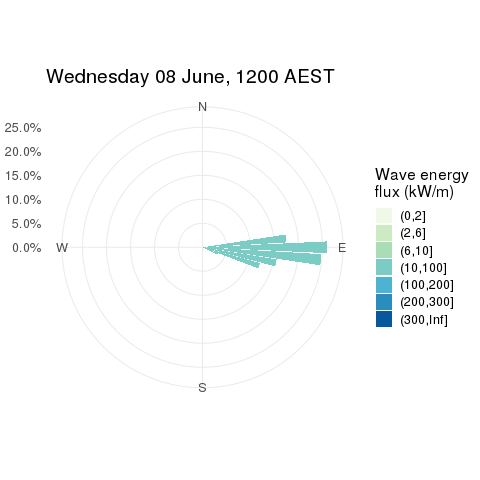 Wednesday 08 June, 1200 AEST
N
25.0%
20.0%
15.0%
10.0%
5.0%
0.0%
W
E
S
Wave energy
flux (kW/m)
(0,2]
(2,6]
(6,10]
(10,100]
(100,200]
(200,300]
(300,Inf]